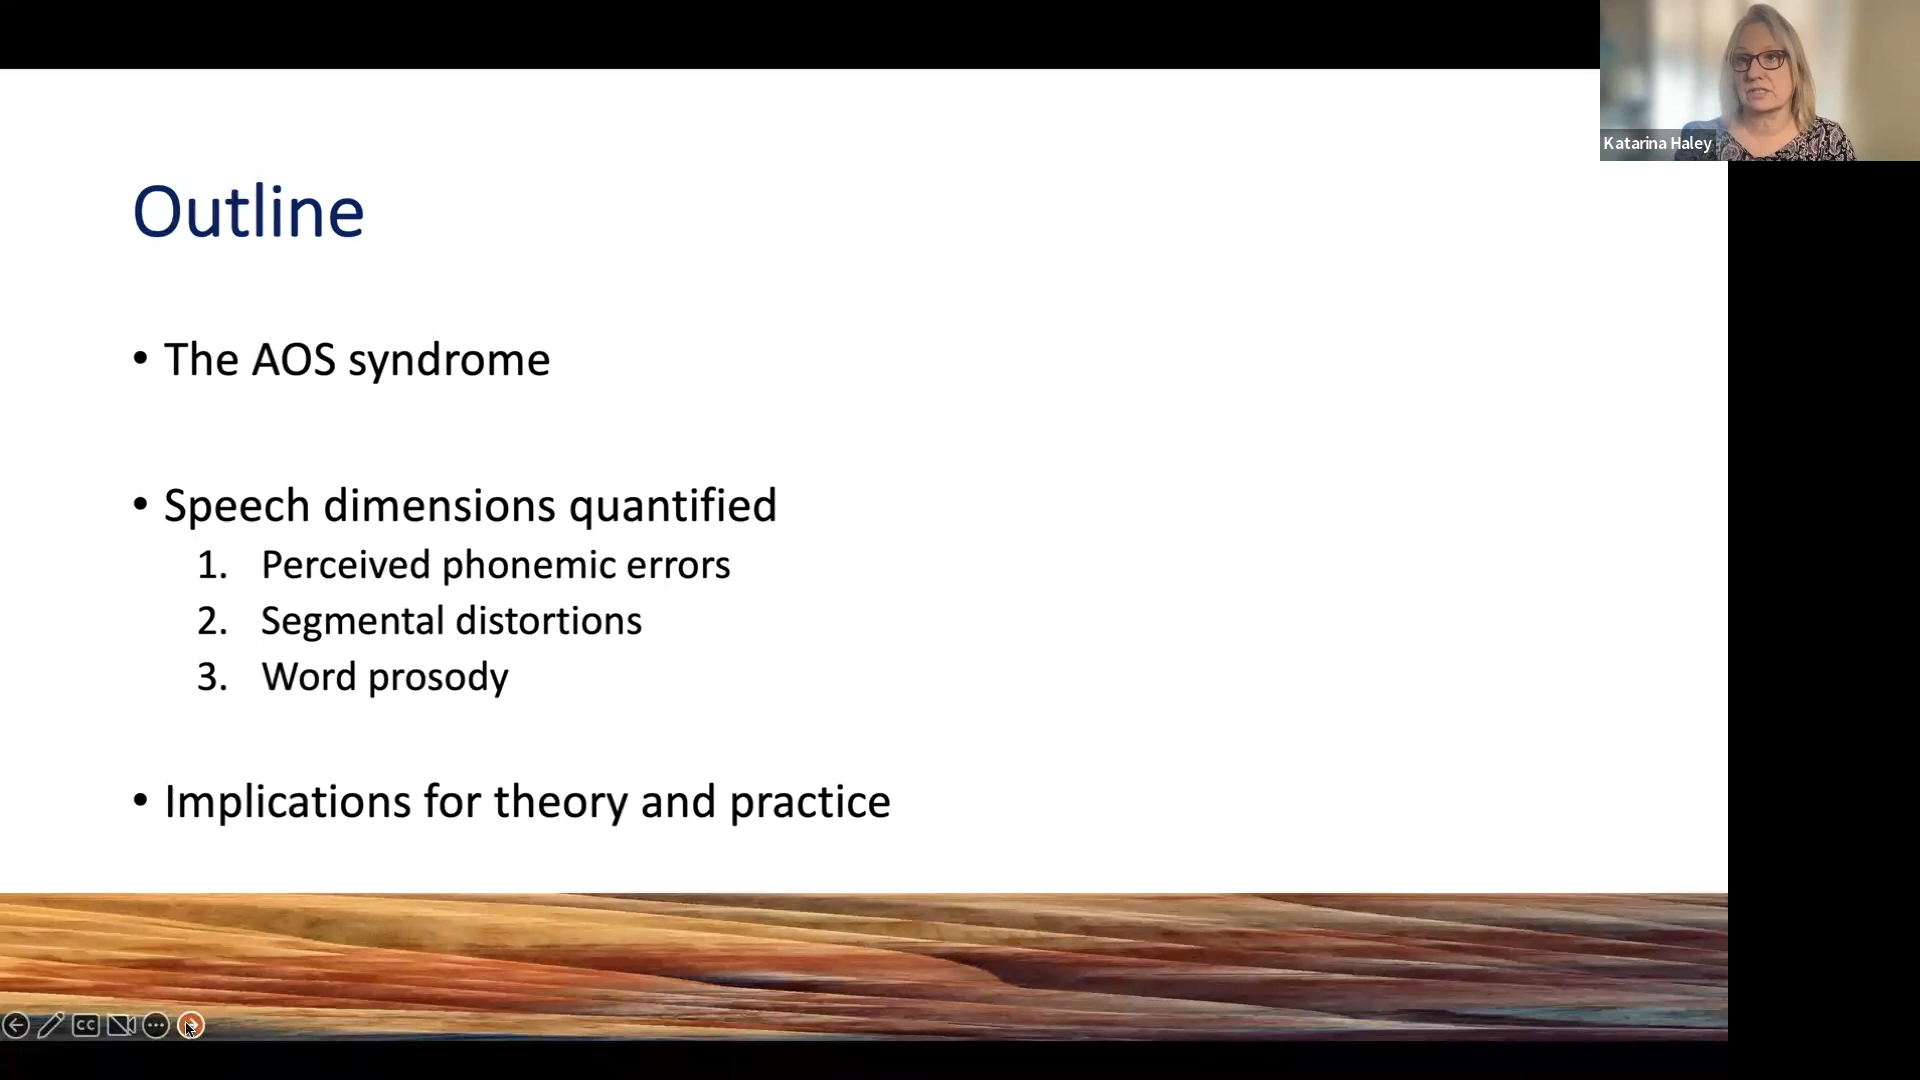 Katarina Haley
Outline
• The AOS syndrome
• Speech dimensions quantified
1. Perceived phonemic errors
2. Segmental distortions
3. Word prosody
• Implications for theory and practice
CC